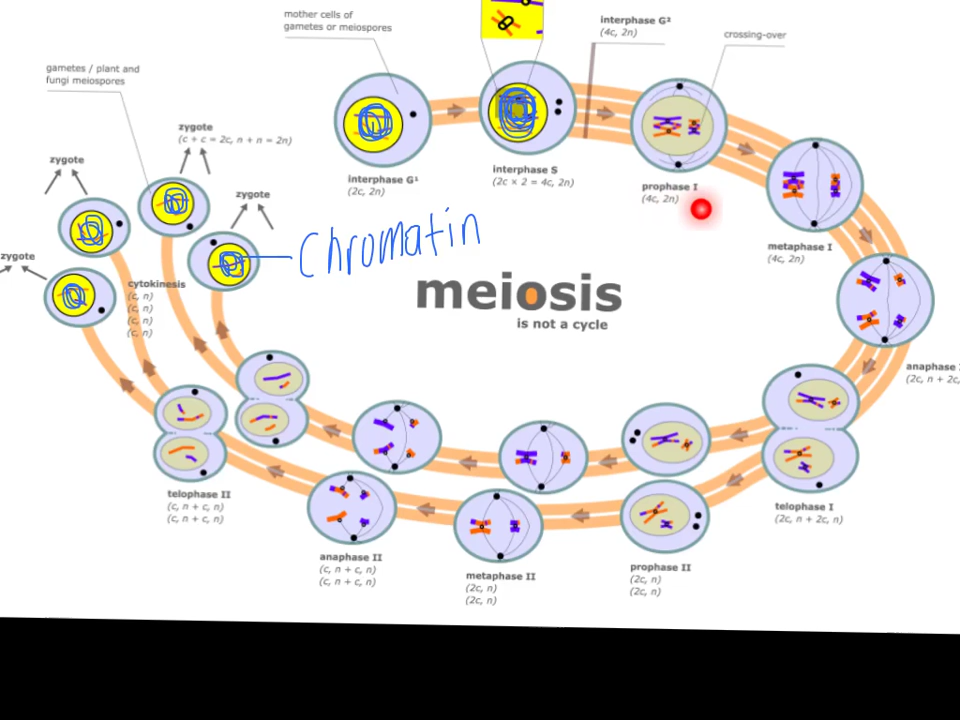 mother cells of
gametes or meiospores
interphase G²
(4c, 2n)
crossing-over
gametes / plant and
fungi meiospores
zygote
(c + c = 2c, n + n = 2n)
zygote
zygote
zygote
interphase G¹
(2c, 2n)
interphase S
(2c × 2 = 4c, 2n)
prophase I
(4c, 2n)
metaphase I
(4c, 2n)
Chromatin
cytokinesis
(c, n)
(c, n)
(c, n)
(c, n)
meiosis
is not a cycle
anaphase
(2c, n + 2c,
telophase I
(2c, n + 2c, n)
telophase II
(c, n + c, n)
(c, n + c, n)
anaphase II
(c, n + c, n)
(c, n + c, n)
metaphase II
(2c, n)
(2c, n)
prophase II
(2c, n)
(2c, n)